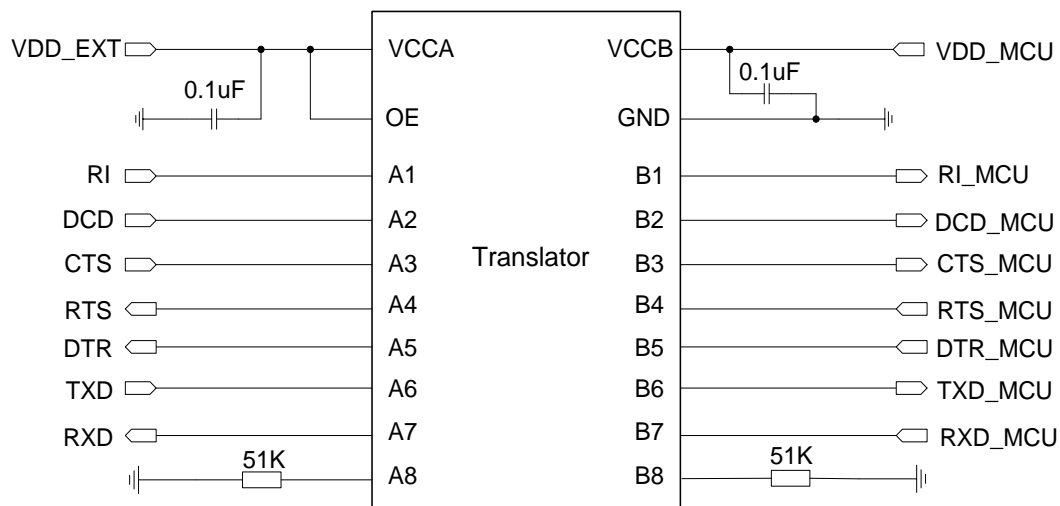 VDD_EXT VCCA VCCB VDD_MCU
0.1uF 0.1uF
OE GND
RI A1 B1 RI_MCU
DCD A2 B2 DCD_MCU
CTS A3 Translator B3 CTS_MCU
RTS A4 B4 RTS_MCU
DTR A5 B5 DTR_MCU
TXD A6 B6 TXD_MCU
RXD A7 B7 RXD_MCU
51K A8 B8 51K